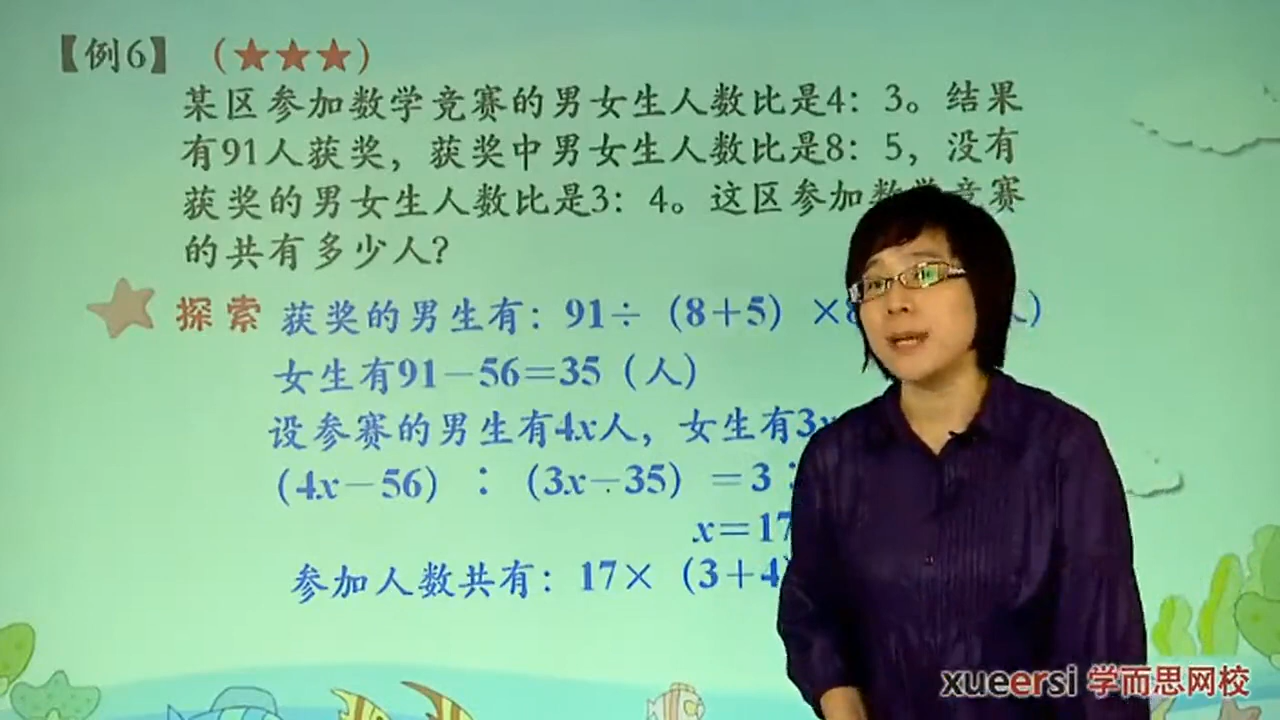 【例6】（★★★）
某区参加数学竞赛的男女生人数比是4：3。结果
有91人获奖，获奖中男女生人数比是8：5，没有
获奖的男女生人数比是3：4。这区参加数学竞赛
的共有多少人？
探索 获奖的男生有：91÷（8+5）×8 人）
女生有91－56=35（人）
设参赛的男生有4x人，女生有3x
（4x－56）：（3x－35）=3：
x=17
参加人数共有：17×（3+4
xueersi 学而思网校